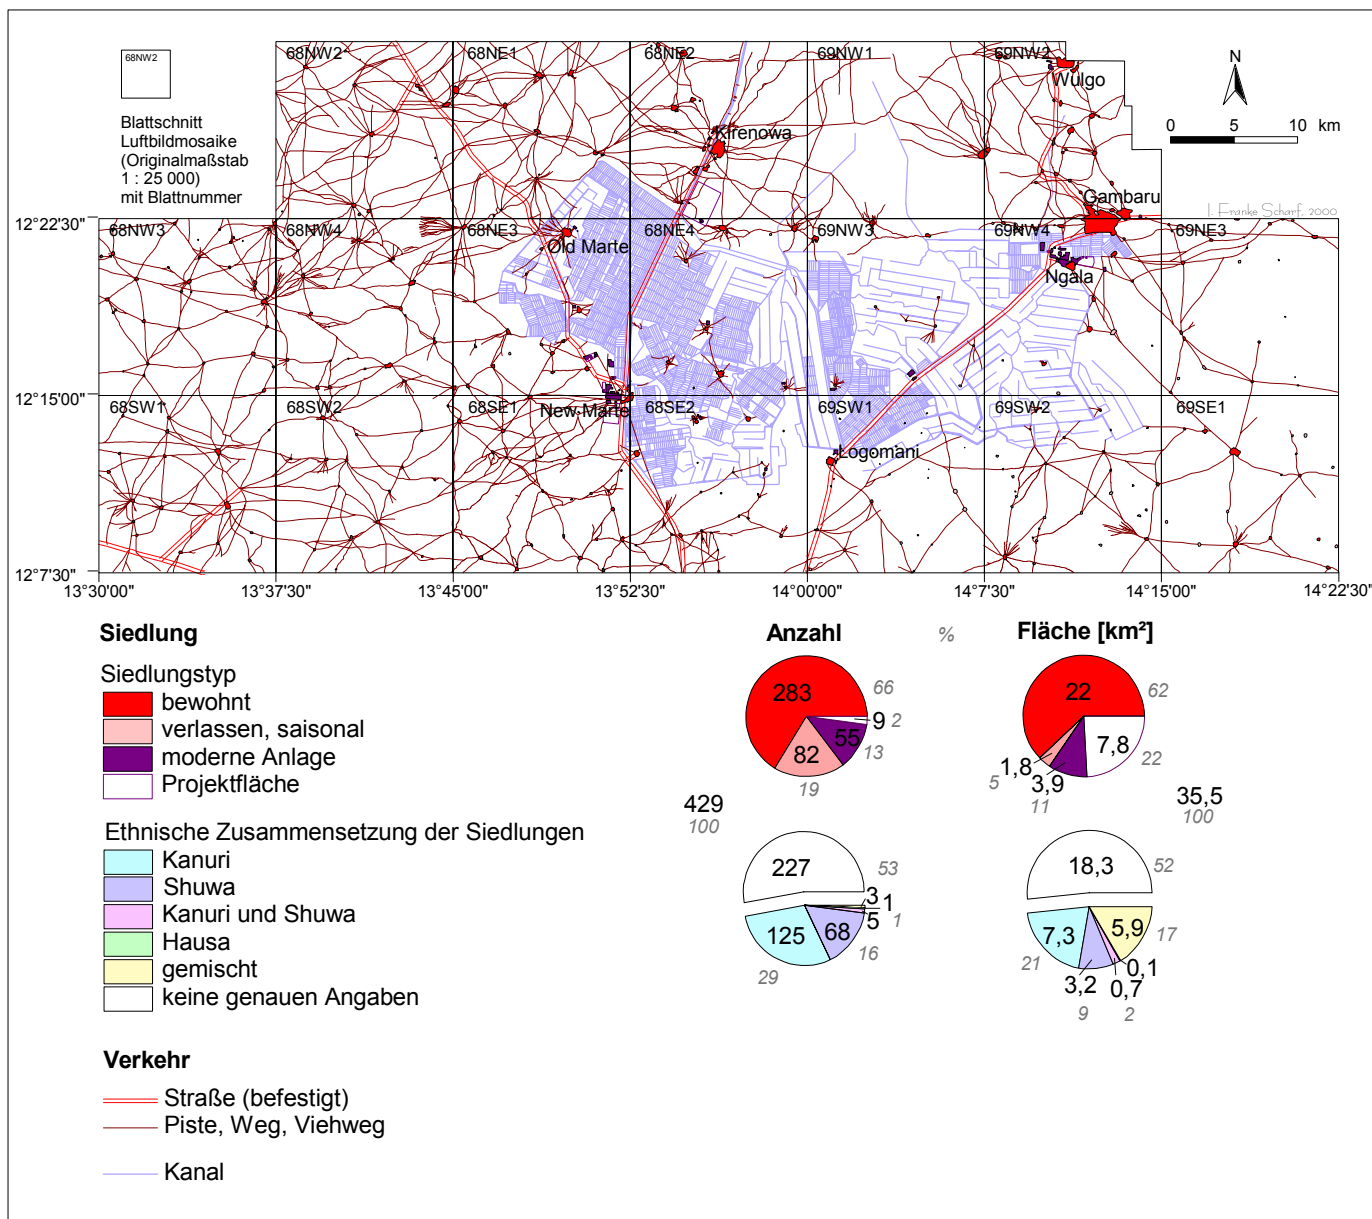 68NW2
Blattschnitt
Luftbildmosaike
(Originalmaßstab
1 : 25 000)
mit Blattnummer
68NW2
68NE1
68NE2
69NW1
69NW2
Wulgo
N
0 5 10 km
Kirenowa
Gambaru
I. Franke Scharf, 2000
12°22'30"
68NW3
68NW4
68NE3
68NE4
69NW3
69NW4
69NE3
Old Marte
Ngala
12°15'00"
68SW1
68SW2
68SE1
New-Marte
68SE2
69SW1
69SW2
69SE1
Logomani
12°7'30"
13°30'00" 13°37'30" 13°45'00" 13°52'30" 14°00'00" 14°7'30" 14°15'00" 14°22'30"
Siedlung
Anzahl
%
Fläche [km²]
Siedlungstyp
bewohnt
verlassen, saisonal
moderne Anlage
Projektfläche
283
66
9 2
55
13
82
19
22
62
7,8
22
1,8
5
3,9
11
429
100
35,5
100
Ethnische Zusammensetzung der Siedlungen
Kanuri
Shuwa
Kanuri und Shuwa
Hausa
gemischt
keine genauen Angaben
227
53
3
1
5
1
125
68
16
29
18,3
52
7,3
5,9
17
21
0,1
3,2
0,7
9
2
Verkehr
Straße (befestigt)
Piste, Weg, Viehweg
Kanal